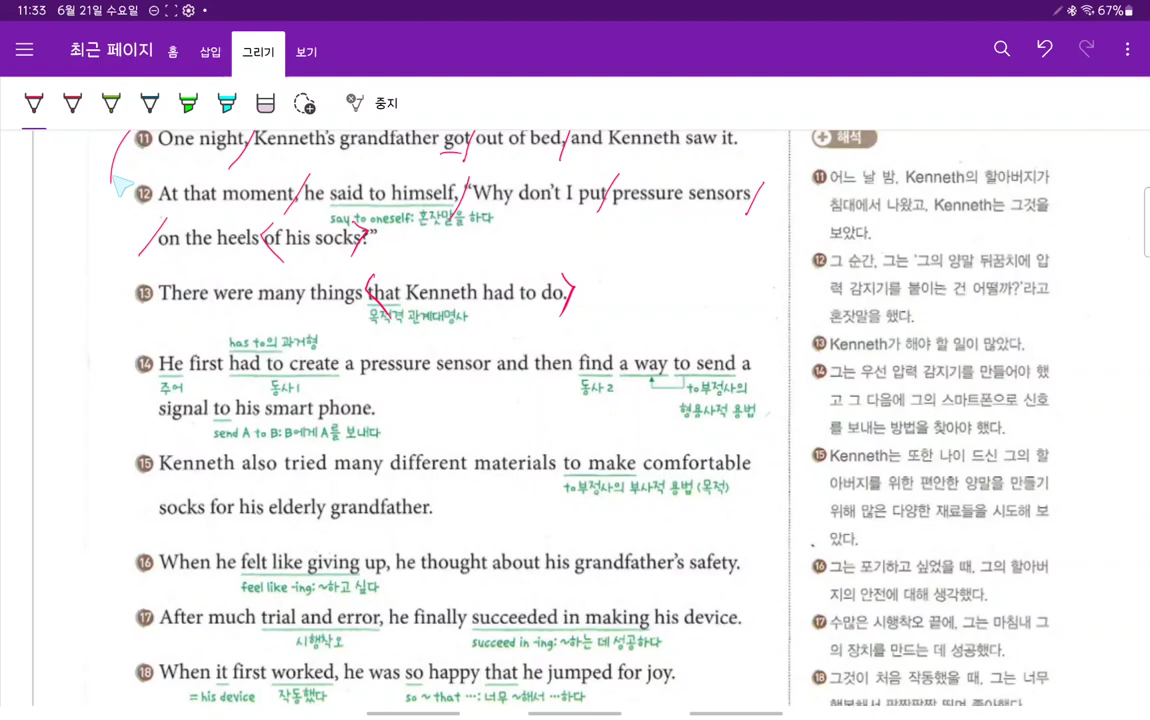 11:33 6월 21일 수요일 67%
최근 페이지 홈 삽입 그리기 보기
중지
⑪ One night, Kenneth's grandfather got out of bed, and Kenneth saw it.
⑫ At that moment, he said to himself, “Why don't I put pressure sensors
say to oneself: 혼잣말을 하다
on the heels of his socks?”
⑬ There were many things that Kenneth had to do.
목적격 관계대명사
has to의 과거형
⑭ He first had to create a pressure sensor and then find a way to send a
주어 동사1 동사 2 to부정사의
형용사적 용법
signal to his smart phone.
send A to B: B에게 A를 보내다
⑮ Kenneth also tried many different materials to make comfortable
to부정사의 부사적 용법 (목적)
socks for his elderly grandfather.
⑯ When he felt like giving up, he thought about his grandfather's safety.
feel like -ing: ~하고 싶다
⑰ After much trial and error, he finally succeeded in making his device.
시행착오 succeed in -ing: ~하는 데 성공하다
⑱ When it first worked, he was so happy that he jumped for joy.
= his device 작동했다 so ~ that …: 너무 ~해서 …하다
+ 해석
⑪ 어느 날 밤, Kenneth의 할아버지가
침대에서 나왔고, Kenneth는 그것을
보았다.
⑫ 그 순간, 그는 ‘그의 양말 뒤꿈치에 압
력 감지기를 붙이는 건 어떨까?’라고
혼잣말을 했다.
⑬ Kenneth가 해야 할 일이 많았다.
⑭ 그는 우선 압력 감지기를 만들어야 했
고 그 다음에 그의 스마트폰으로 신호
를 보내는 방법을 찾아야 했다.
⑮ Kenneth는 또한 나이 드신 그의 할
아버지를 위한 편안한 양말을 만들기
위해 많은 다양한 재료들을 시도해 보
았다.
⑯ 그는 포기하고 싶었을 때, 그의 할아버
지의 안전에 대해 생각했다.
⑰ 수많은 시행착오 끝에, 그는 마침내 그
의 장치를 만드는 데 성공했다.
⑱ 그것이 처음 작동했을 때, 그는 너무